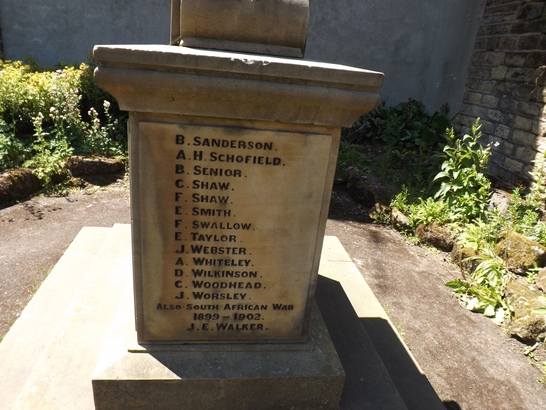 B. SANDERSON.
A. H. SCHOFIELD.
B. SENIOR.
C. SHAW.
F. SHAW.
E. SMITH.
F. SWALLOW.
E. TAYLOR.
J. WEBSTER.
A. WHITELEY.
D. WILKINSON.
C. WOODHEAD.
J. WORSLEY.
ALSO SOUTH AFRICAN WAR
1899-1902.
J. E. WALKER.